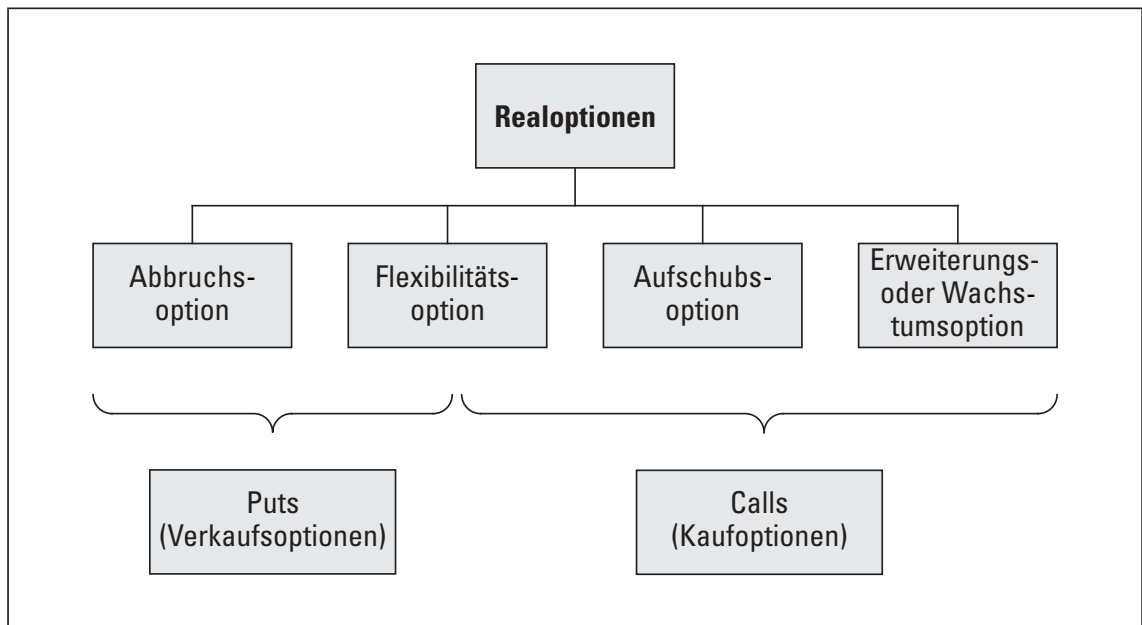 Realoptionen
Abbruchs-
option
Flexibilitäts-
option
Aufschubs-
option
Erweiterungs-
oder Wachs-
tumsoption
Puts
(Verkaufsoptionen)
Calls
(Kaufoptionen)